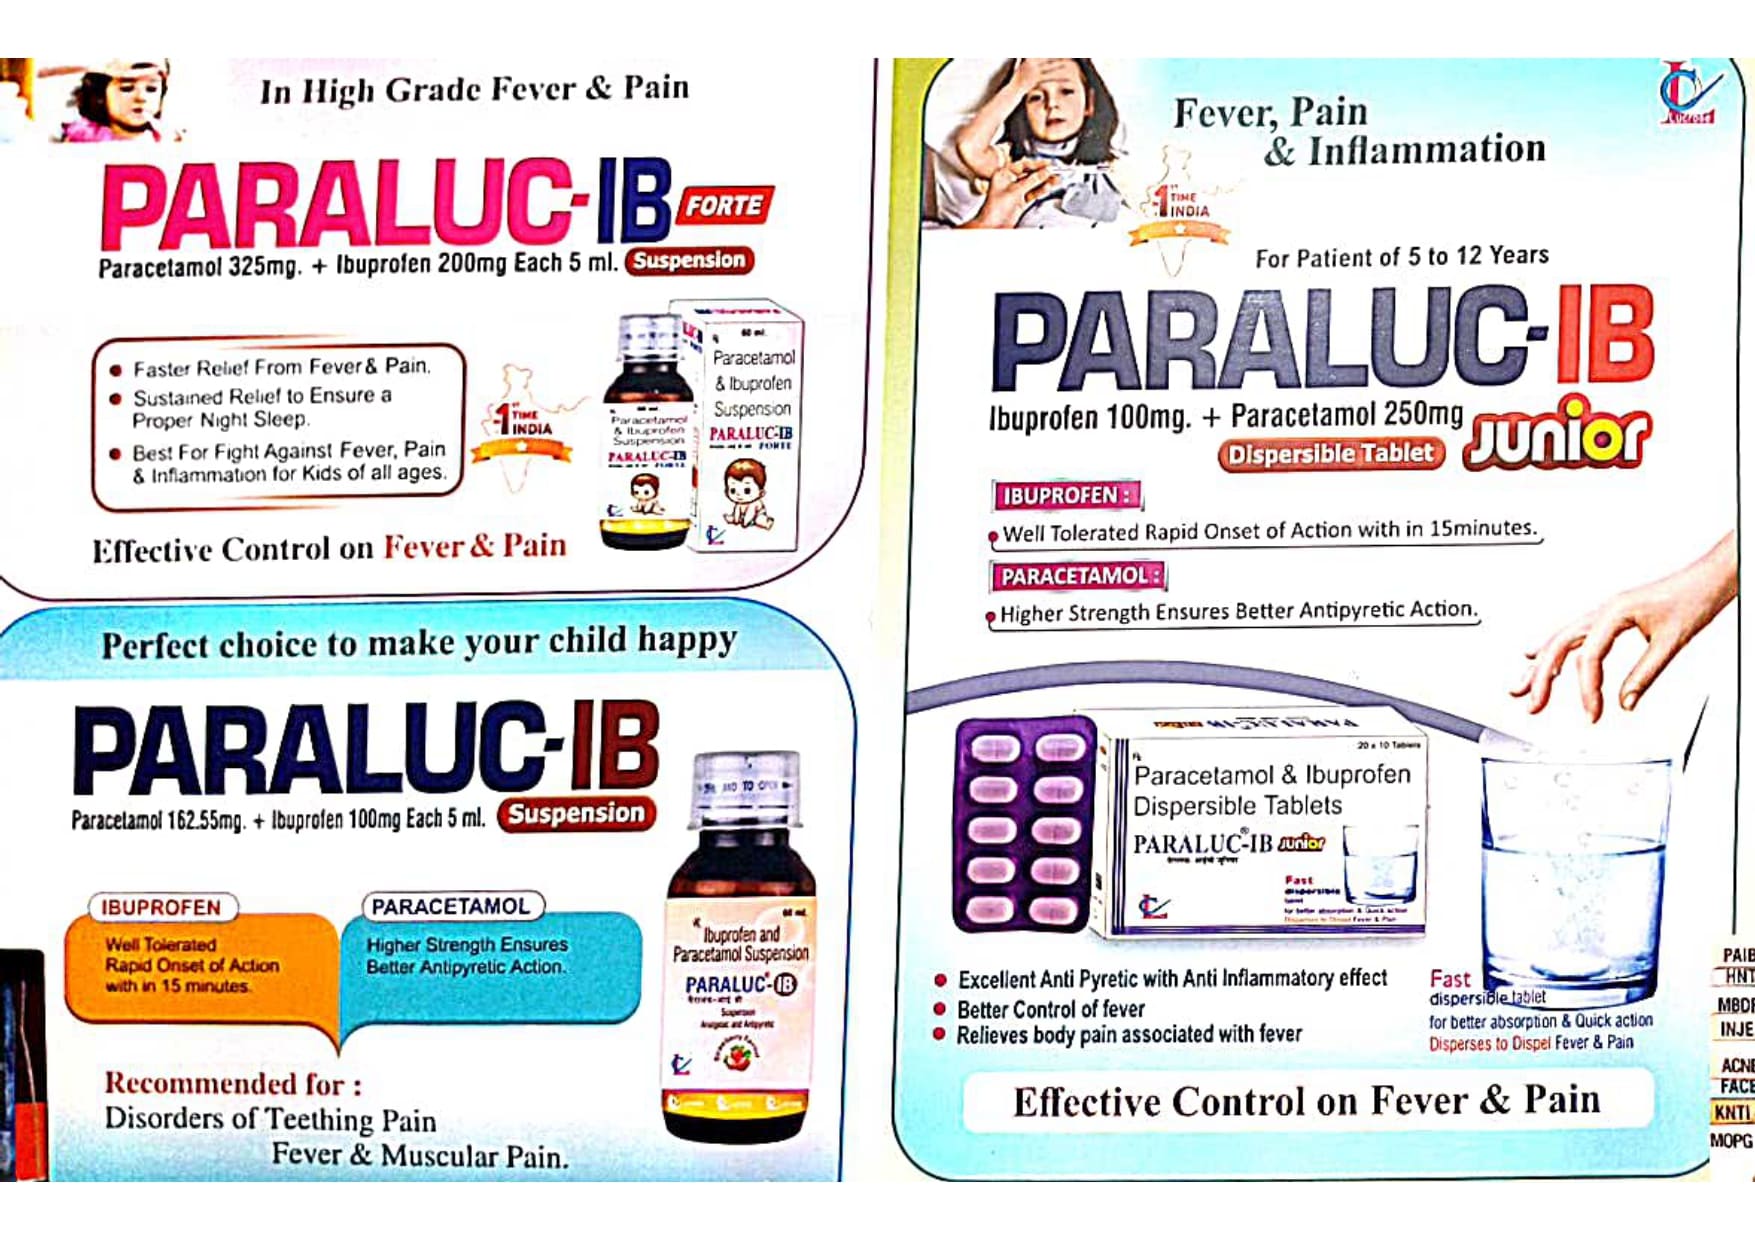 In High Grade Fever & Pain
PARALUC-IB FORTE
Paracetamol 325mg. + Ibuprofen 200mg Each 5 ml. Suspension
Faster Relief From Fever & Pain.
Sustained Relief to Ensure a
Proper Night Sleep.
Best For Fight Against Fever, Pain
& Inflammation for Kids of all ages.
1st TIME
INDIA
60 ml.
Paracetamol
& Ibuprofen
Suspension
PARALUC-IB
FORTE
Paracetamol
& Ibuprofen
Suspension
PARALUC-IB
Effective Control on Fever & Pain
Perfect choice to make your child happy
PARALUC-IB
Paracetamol 162.55mg. + Ibuprofen 100mg Each 5 ml. Suspension
IBUPROFEN
Well Tolerated
Rapid Onset of Action
with in 15 minutes.
PARACETAMOL
Higher Strength Ensures
Better Antipyretic Action.
60 ml.
Ibuprofen and
Paracetamol Suspension
PARALUC-IB
Suspension
Analgesic and Antipyretic
Recommended for :
Disorders of Teething Pain
Fever & Muscular Pain.
Fever, Pain
& Inflammation
Lucrose
1st TIME
INDIA
For Patient of 5 to 12 Years
PARALUC-IB
Ibuprofen 100mg. + Paracetamol 250mg
Junior
Dispersible Tablet
IBUPROFEN :
Well Tolerated Rapid Onset of Action with in 15minutes.
PARACETAMOL :
Higher Strength Ensures Better Antipyretic Action.
20 x 10 Tablets
Paracetamol & Ibuprofen
Dispersible Tablets
PARALUC®-IB Junior
Fast
dispersible
tablet
for better absorption & Quick action
Excellent Anti Pyretic with Anti Inflammatory effect
Better Control of fever
Relieves body pain associated with fever
Fast
dispersible tablet
for better absorption & Quick action
Disperses to Dispel Fever & Pain
Effective Control on Fever & Pain
PAIB
HNT
MBDI
INJE
ACNE
FACE
KNTI
MOPG